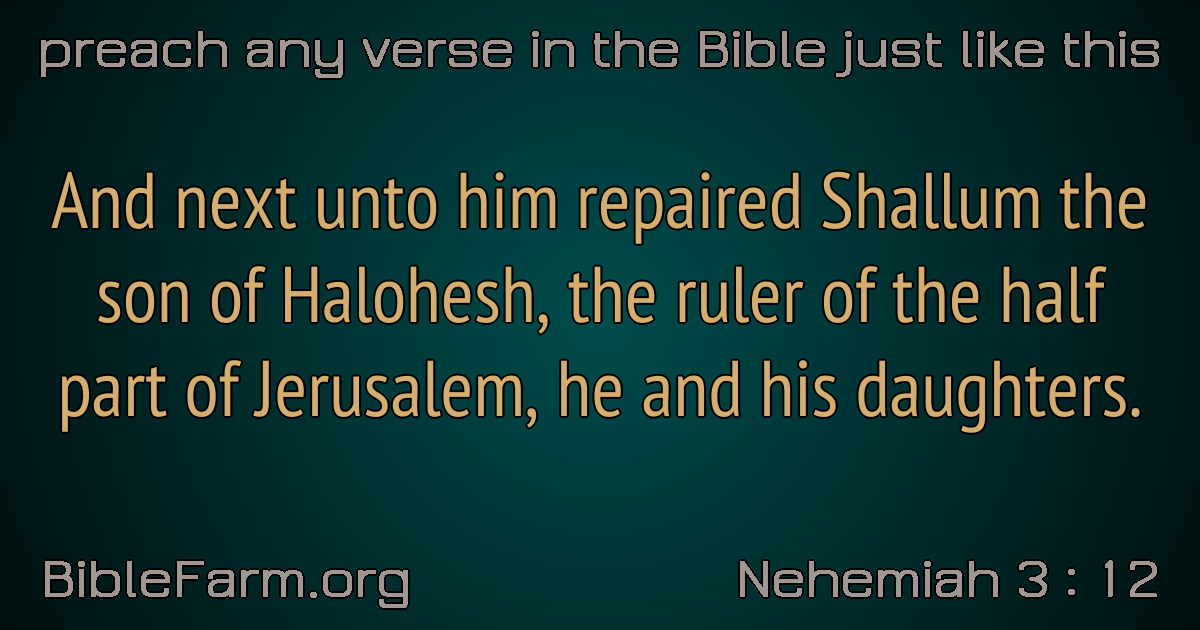 preach any verse in the Bible just like this
And next unto him repaired Shallum the
son of Halohesh, the ruler of the half
part of Jerusalem, he and his daughters.
BibleFarm.org
Nehemiah 3 : 12